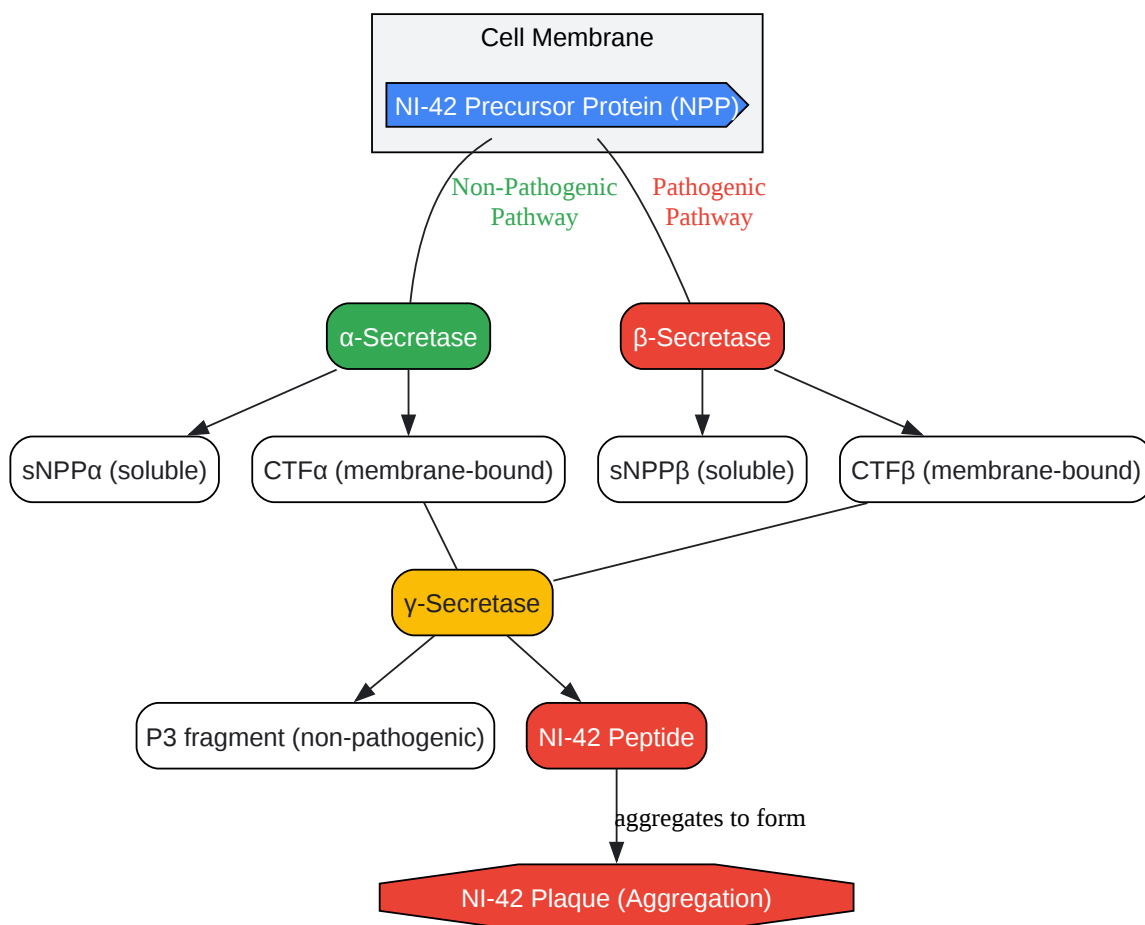 Cell Membrane
NI-42 Precursor Protein (NPP)
Non-Pathogenic
Pathway
Pathogenic
Pathway
α-Secretase
β-Secretase
sNPPα (soluble)
CTFα (membrane-bound)
sNPPβ (soluble)
CTFβ (membrane-bound)
γ-Secretase
P3 fragment (non-pathogenic)
NI-42 Peptide
aggregates to form
NI-42 Plaque (Aggregation)